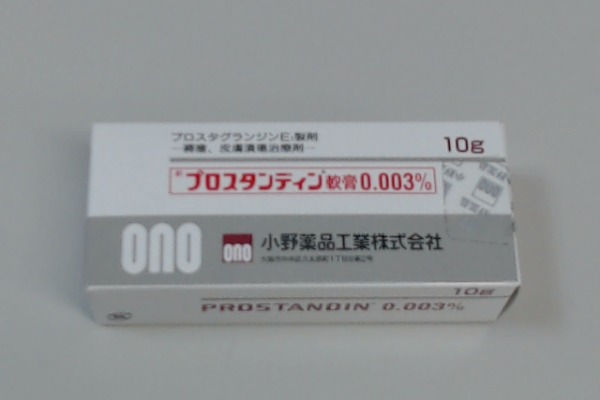 プロスタグランジンE₁製剤
―褥瘡、皮膚潰瘍治療剤―
10g
プロスタンディン®軟膏0.003%
ono
ono
小野薬品工業株式会社
10g
PROSTANDIN 0.003%